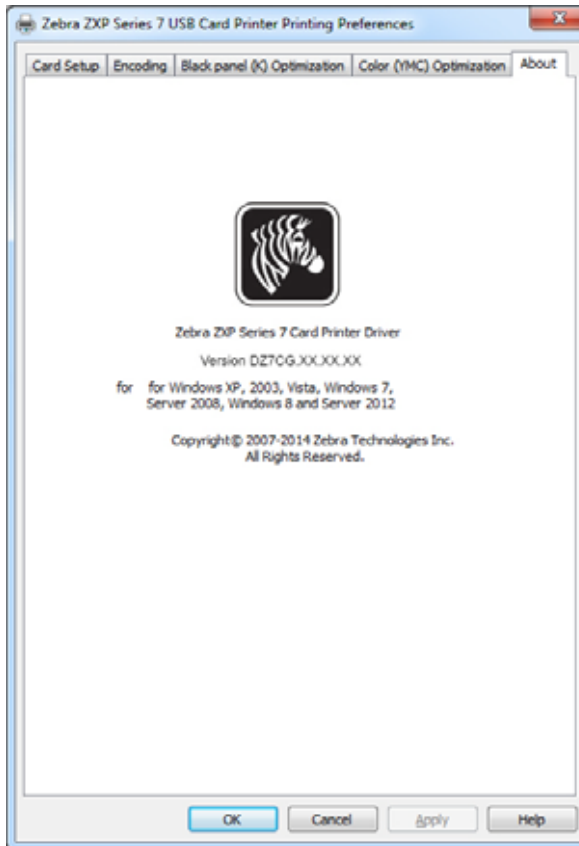 Zebra ZXP Series 7 USB Card Printer Printing Preferences
Card Setup Encoding Black panel (K) Optimization Color (YMC) Optimization About
Zebra ZXP Series 7 Card Printer Driver
Version DZ7CG.XX.XX.XX
for for Windows XP, 2003, Vista, Windows 7,
Server 2008, Windows 8 and Server 2012
Copyright© 2007-2014 Zebra Technologies Inc.
All Rights Reserved.
OK Cancel Apply Help